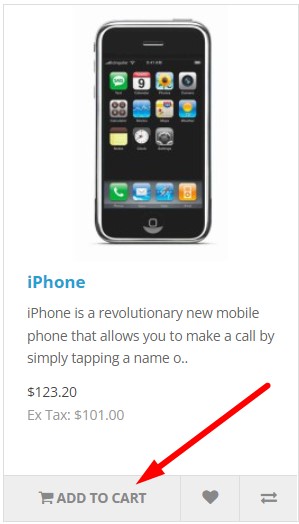 iPhone
iPhone is a revolutionary new mobile
phone that allows you to make a call by
simply tapping a name o..
$123.20
Ex Tax: $101.00
ADD TO CART